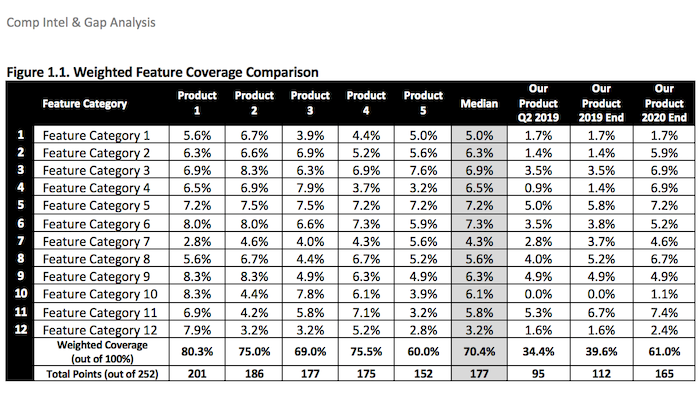 Comp Intel & Gap Analysis
Figure 1.1. Weighted Feature Coverage Comparison
Feature Category Product 1 Product 2 Product 3 Product 4 Product 5 Median Our Product Q2 2019 Our Product 2019 End Our Product 2020 End
1 Feature Category 1 5.6% 6.7% 3.9% 4.4% 5.0% 5.0% 1.7% 1.7% 1.7%
2 Feature Category 2 6.3% 6.6% 6.9% 5.2% 5.6% 6.3% 1.4% 1.4% 5.9%
3 Feature Category 3 6.9% 8.3% 6.3% 6.9% 7.6% 6.9% 3.5% 3.5% 6.9%
4 Feature Category 4 6.5% 6.9% 7.9% 3.7% 3.2% 6.5% 0.9% 1.4% 6.9%
5 Feature Category 5 7.2% 7.5% 7.5% 7.2% 7.2% 7.2% 5.0% 5.8% 7.2%
6 Feature Category 6 8.0% 8.0% 6.6% 7.3% 5.9% 7.3% 3.5% 3.8% 5.2%
7 Feature Category 7 2.8% 4.6% 4.0% 4.3% 5.6% 4.3% 2.8% 3.7% 4.6%
8 Feature Category 8 5.6% 6.7% 4.4% 6.7% 5.2% 5.6% 4.0% 5.2% 6.7%
9 Feature Category 9 8.3% 8.3% 4.9% 6.3% 4.9% 6.3% 4.9% 4.9% 4.9%
10 Feature Category 10 8.3% 4.4% 7.8% 6.1% 3.9% 6.1% 0.0% 0.0% 1.1%
11 Feature Category 11 6.9% 4.2% 5.8% 7.1% 3.2% 5.8% 5.3% 6.7% 7.4%
12 Feature Category 12 7.9% 3.2% 3.2% 5.2% 2.8% 3.2% 1.6% 1.6% 2.4%
Weighted Coverage (out of 100%) 80.3% 75.0% 69.0% 75.5% 60.0% 70.4% 34.4% 39.6% 61.0%
Total Points (out of 252) 201 186 177 175 152 177 95 112 165